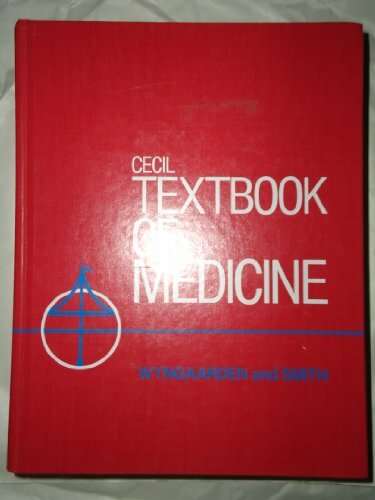 CECIL
TEXTBOOK
OF
MEDICINE
WYNGAARDEN and SMITH